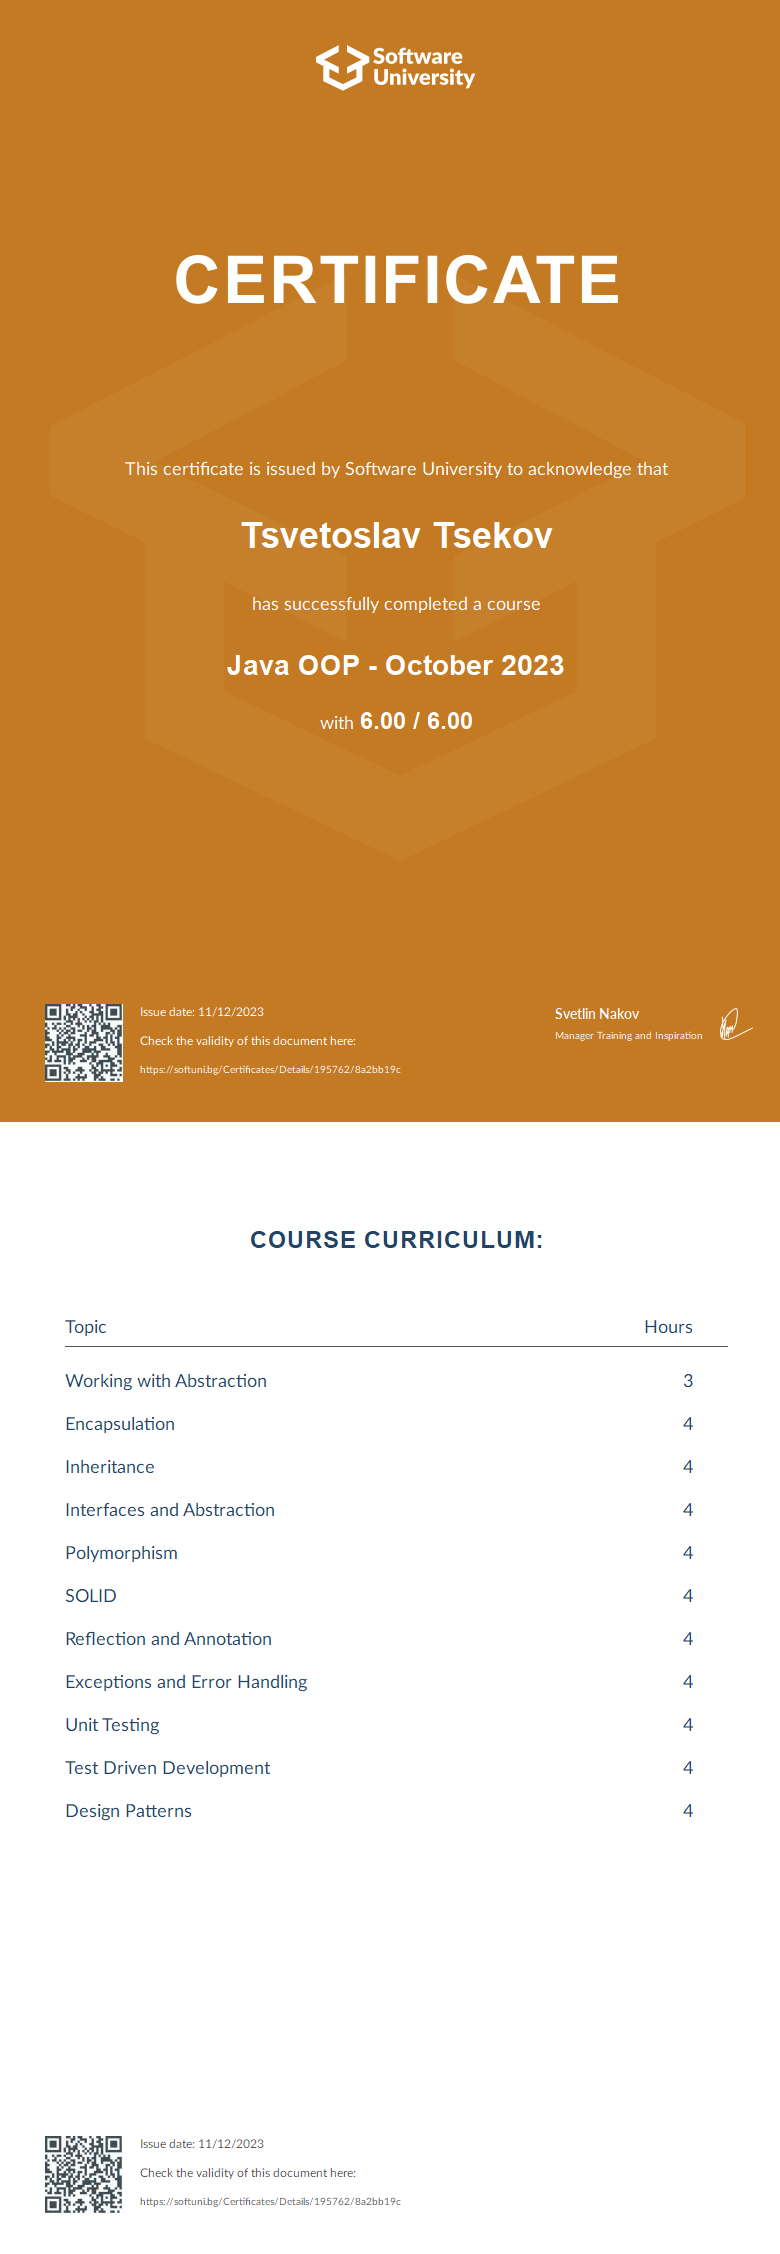 Software
University
CERTIFICATE
This certificate is issued by Software University to acknowledge that
Tsvetoslav Tsekov
has successfully completed a course
Java OOP - October 2023
with 6.00 / 6.00
Issue date: 11/12/2023
Check the validity of this document here:
https://softuni.bg/Certificates/Details/195762/8a2bb19c
Svetlin Nakov
Manager Training and Inspiration
COURSE CURRICULUM:
Topic Hours
Working with Abstraction 3
Encapsulation 4
Inheritance 4
Interfaces and Abstraction 4
Polymorphism 4
SOLID 4
Reflection and Annotation 4
Exceptions and Error Handling 4
Unit Testing 4
Test Driven Development 4
Design Patterns 4
Issue date: 11/12/2023
Check the validity of this document here:
https://softuni.bg/Certificates/Details/195762/8a2bb19c